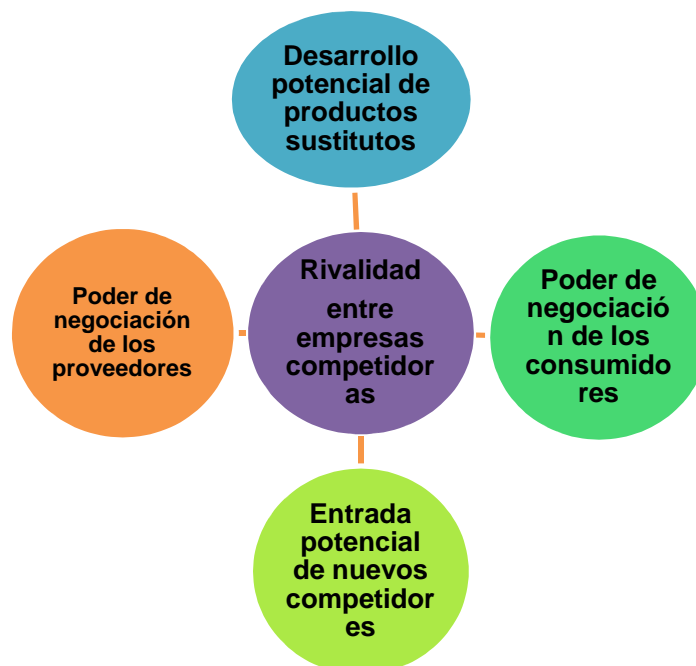 Desarrollo
potencial de
productos
sustitutos
Poder de
negociación
de los
proveedores
Rivalidad
entre
empresas
competidor
as
Poder de
negociació
n de los
consumido
res
Entrada
potencial
de nuevos
competidor
es